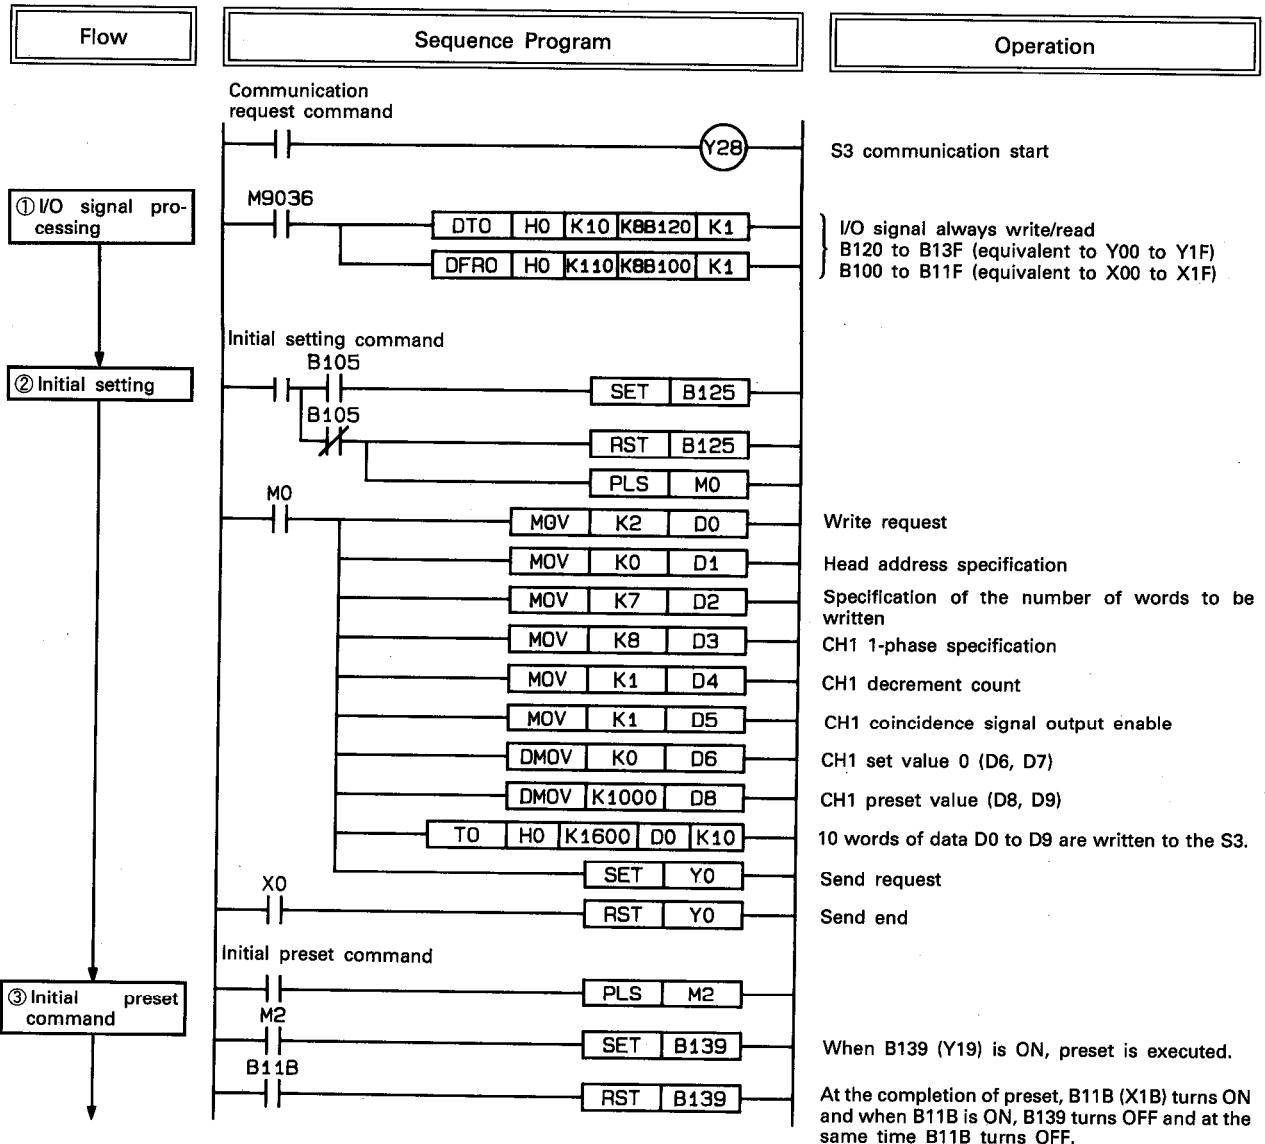 Flow
Sequence Program
Operation
Communication
request command
Y28
S3 communication start
① I/O signal pro-
cessing
M9036
DTO H0 K10 K8B120 K1
DFRO H0 K110 K8B100 K1
I/O signal always write/read
B120 to B13F (equivalent to Y00 to Y1F)
B100 to B11F (equivalent to X00 to X1F)
Initial setting command
② Initial setting
B105
SET B125
B105
RST B125
PLS M0
M0
MOV K2 D0
Write request
MOV K0 D1
Head address specification
MOV K7 D2
Specification of the number of words to be
written
MOV K8 D3
CH1 1-phase specification
MOV K1 D4
CH1 decrement count
MOV K1 D5
CH1 coincidence signal output enable
DMOV K0 D6
CH1 set value 0 (D6, D7)
DMOV K1000 D8
CH1 preset value (D8, D9)
TO H0 K1600 D0 K10
10 words of data D0 to D9 are written to the S3.
SET Y0
Send request
X0
RST Y0
Send end
Initial preset command
③ Initial preset
command
PLS M2
M2
SET B139
When B139 (Y19) is ON, preset is executed.
B11B
RST B139
At the completion of preset, B11B (X1B) turns ON
and when B11B is ON, B139 turns OFF and at the
same time B11B turns OFF.